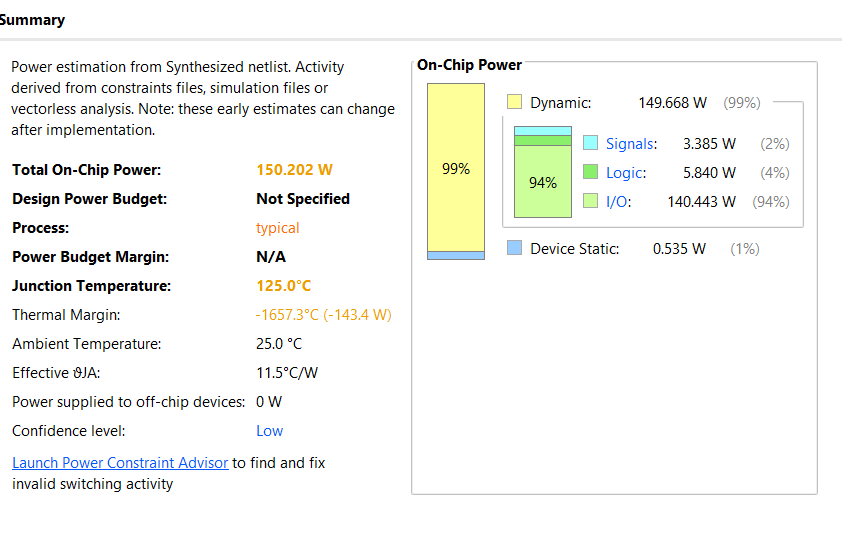 Summary
Power estimation from Synthesized netlist. Activity
derived from constraints files, simulation files or
vectorless analysis. Note: these early estimates can change
after implementation.
Total On-Chip Power: 150.202 W
Design Power Budget: Not Specified
Process: typical
Power Budget Margin: N/A
Junction Temperature: 125.0°C
Thermal Margin: -1657.3°C (-143.4 W)
Ambient Temperature: 25.0 °C
Effective ϑJA: 11.5°C/W
Power supplied to off-chip devices: 0 W
Confidence level: Low
Launch Power Constraint Advisor to find and fix
invalid switching activity
On-Chip Power
99%
Dynamic: 149.668 W (99%)
94%
Signals: 3.385 W (2%)
Logic: 5.840 W (4%)
I/O: 140.443 W (94%)
Device Static: 0.535 W (1%)